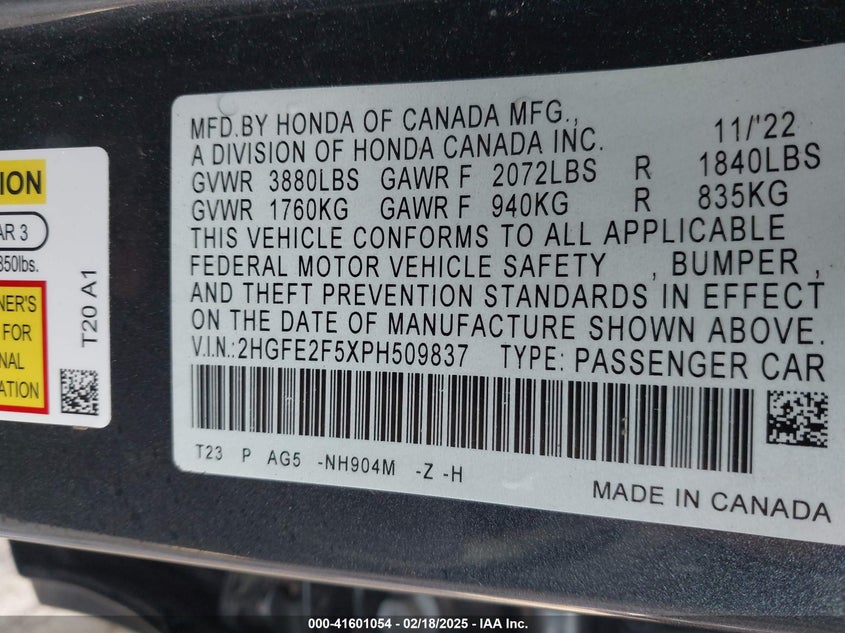 ION
AR 3
850lbs.
NER'S
FOR
NAL
ATION
T20 A1
MFD.BY HONDA OF CANADA MFG., 11/'22
A DIVISION OF HONDA CANADA INC.
GVWR 3880LBS GAWR F 2072LBS R 1840LBS
GVWR 1760KG GAWR F 940KG R 835KG
THIS VEHICLE CONFORMS TO ALL APPLICABLE
FEDERAL MOTOR VEHICLE SAFETY , BUMPER ,
AND THEFT PREVENTION STANDARDS IN EFFECT
ON THE DATE OF MANUFACTURE SHOWN ABOVE.
V.I.N.:2HGFE2F5XPH509837 TYPE: PASSENGER CAR
T23 P AG5 -NH904M -Z -H
MADE IN CANADA
000-41601054 - 02/18/2025 - IAA Inc.